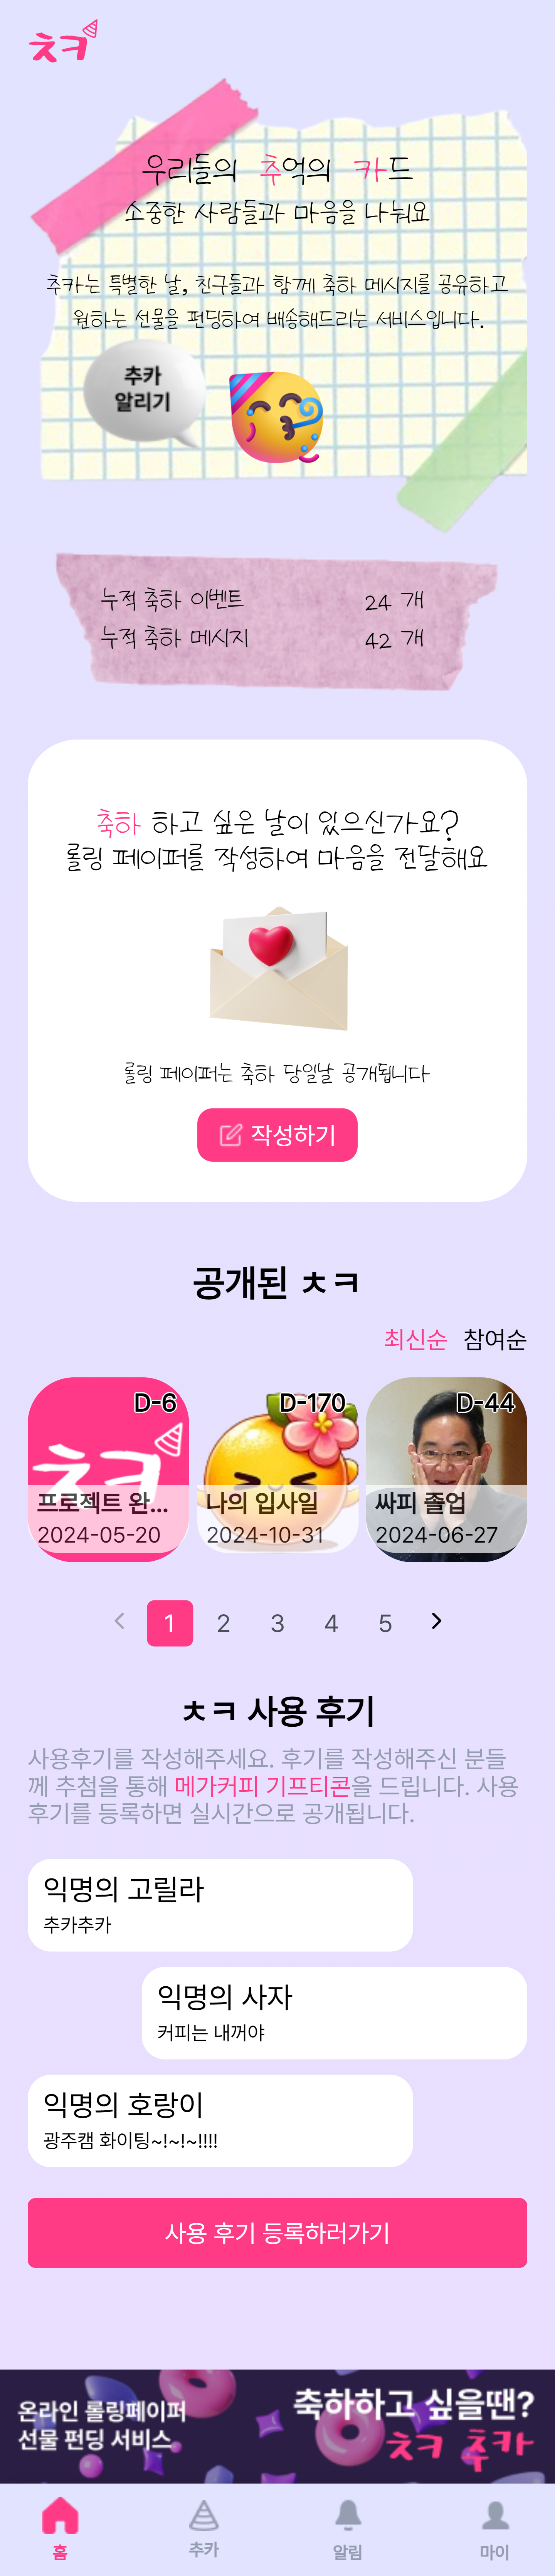 ㅊㅋ
우리들의 추억의 카드
소중한 사람들과 마음을 나눠요
추카는 특별한 날, 친구들과 함께 축하 메시지를 공유하고
원하는 선물을 펀딩하여 배송해드리는 서비스입니다.
추카
알리기
누적 축하 이벤트 24 개
누적 축하 메시지 42 개
축하 하고 싶은 날이 있으신가요?
롤링 페이퍼를 작성하여 마음을 전달해요
롤링 페이퍼는 축하 당일날 공개됩니다
작성하기
공개된 ㅊㅋ
최신순 참여순
D-6
ㅊㅋ
프로젝트 완...
2024-05-20
D-170
나의 입사일
2024-10-31
D-44
싸피 졸업
2024-06-27
1 2 3 4 5
ㅊㅋ 사용 후기
사용후기를 작성해주세요. 후기를 작성해주신 분들
께 추첨을 통해 메가커피 기프티콘을 드립니다. 사용
후기를 등록하면 실시간으로 공개됩니다.
익명의 고릴라
추카추카
익명의 사자
커피는 내꺼야
익명의 호랑이
광주캠 화이팅~!~!~!!!!
사용 후기 등록하러가기
온라인 롤링페이퍼
선물 펀딩 서비스
축하하고 싶을땐?
ㅊㅋ 추카
홈 추카 알림 마이